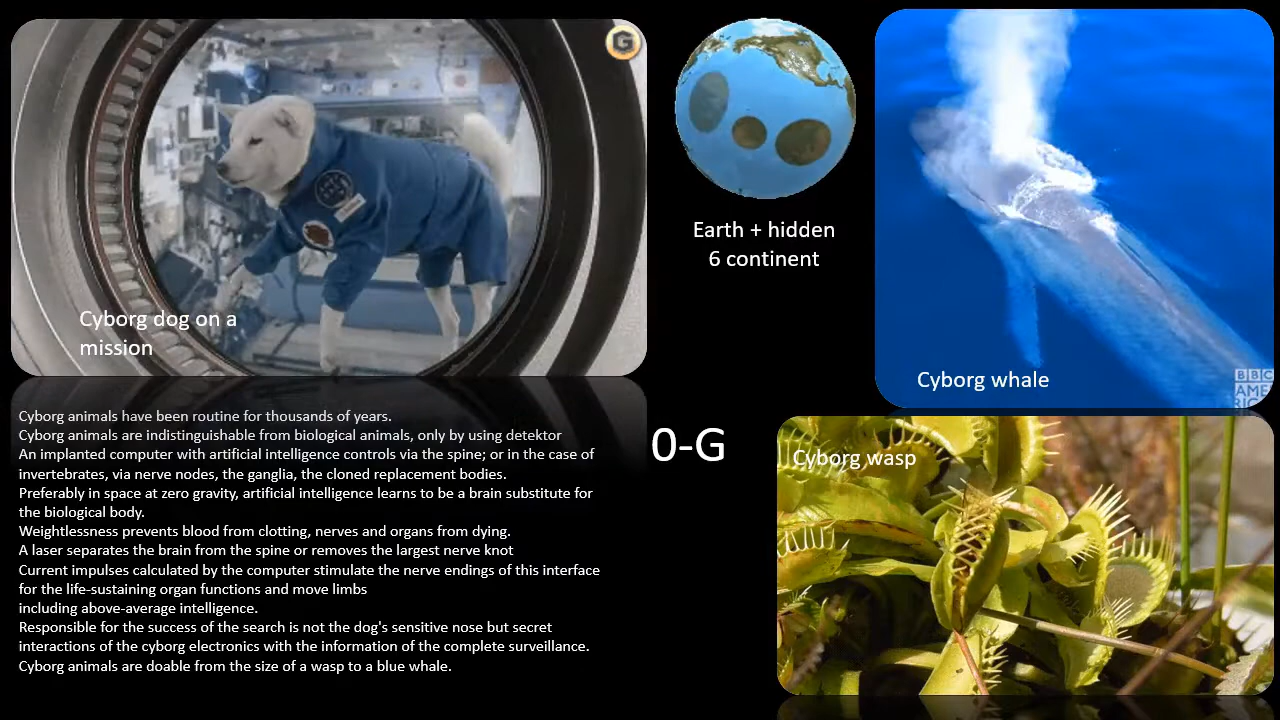 G
Cyborg dog on a
mission
Earth + hidden
6 continent
Cyborg whale
BBC
AME
RIC
Cyborg animals have been routine for thousands of years.
Cyborg animals are indistinguishable from biological animals, only by using detektor
An implanted computer with artificial intelligence controls via the spine; or in the case of
invertebrates, via nerve nodes, the ganglia, the cloned replacement bodies.
Preferably in space at zero gravity, artificial intelligence learns to be a brain substitute for
the biological body.
Weightlessness prevents blood from clotting, nerves and organs from dying.
A laser separates the brain from the spine or removes the largest nerve knot
Current impulses calculated by the computer stimulate the nerve endings of this interface
for the life-sustaining organ functions and move limbs
including above-average intelligence.
Responsible for the success of the search is not the dog's sensitive nose but secret
interactions of the cyborg electronics with the information of the complete surveillance.
Cyborg animals are doable from the size of a wasp to a blue whale.
0-G
Cyborg wasp